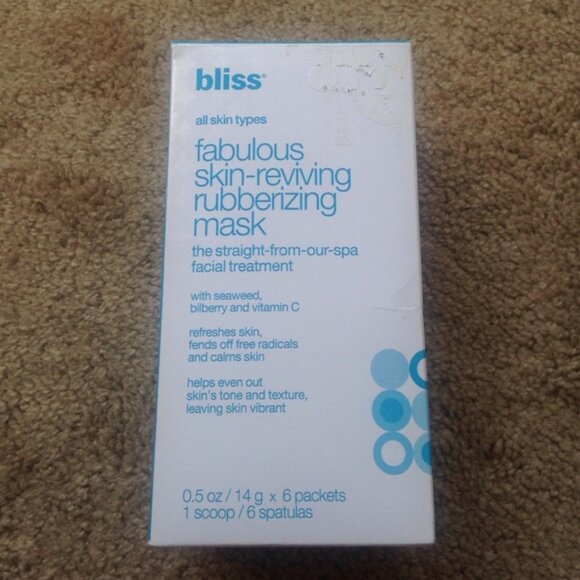 bliss®
all skin types
fabulous
skin-reviving
rubberizing
mask
the straight-from-our-spa
facial treatment
with seaweed,
bilberry and vitamin C
refreshes skin,
fends off free radicals
and calms skin
helps even out
skin's tone and texture,
leaving skin vibrant
0.5 oz / 14 g x 6 packets
1 scoop / 6 spatulas